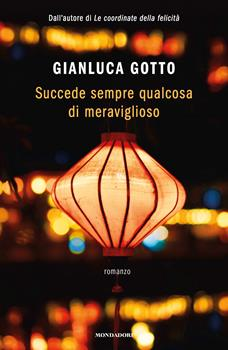 Dall'autore di Le coordinate della felicità
GIANLUCA GOTTO
Succede sempre qualcosa
di meraviglioso
romanzo
MONDADORI